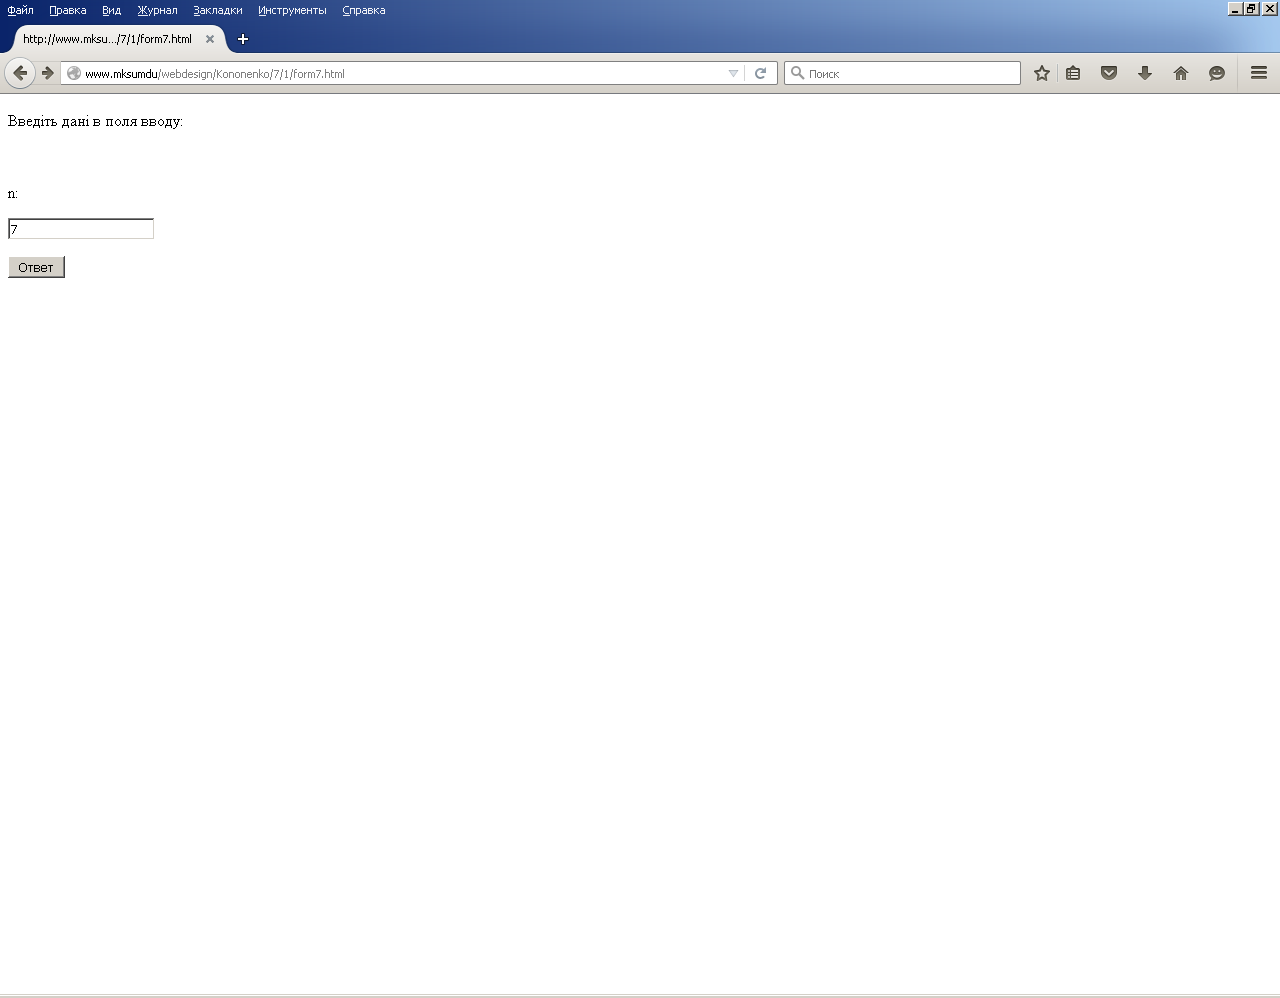 Файл Правка Вид Журнал Закладки Инструменты Справка
http://www.mksu.../7/1/form7.html
www.mksumdu/webdesign/Kononenko/7/1/form7.html
Поиск
Введіть дані в поля вводу:
n:
7
Ответ